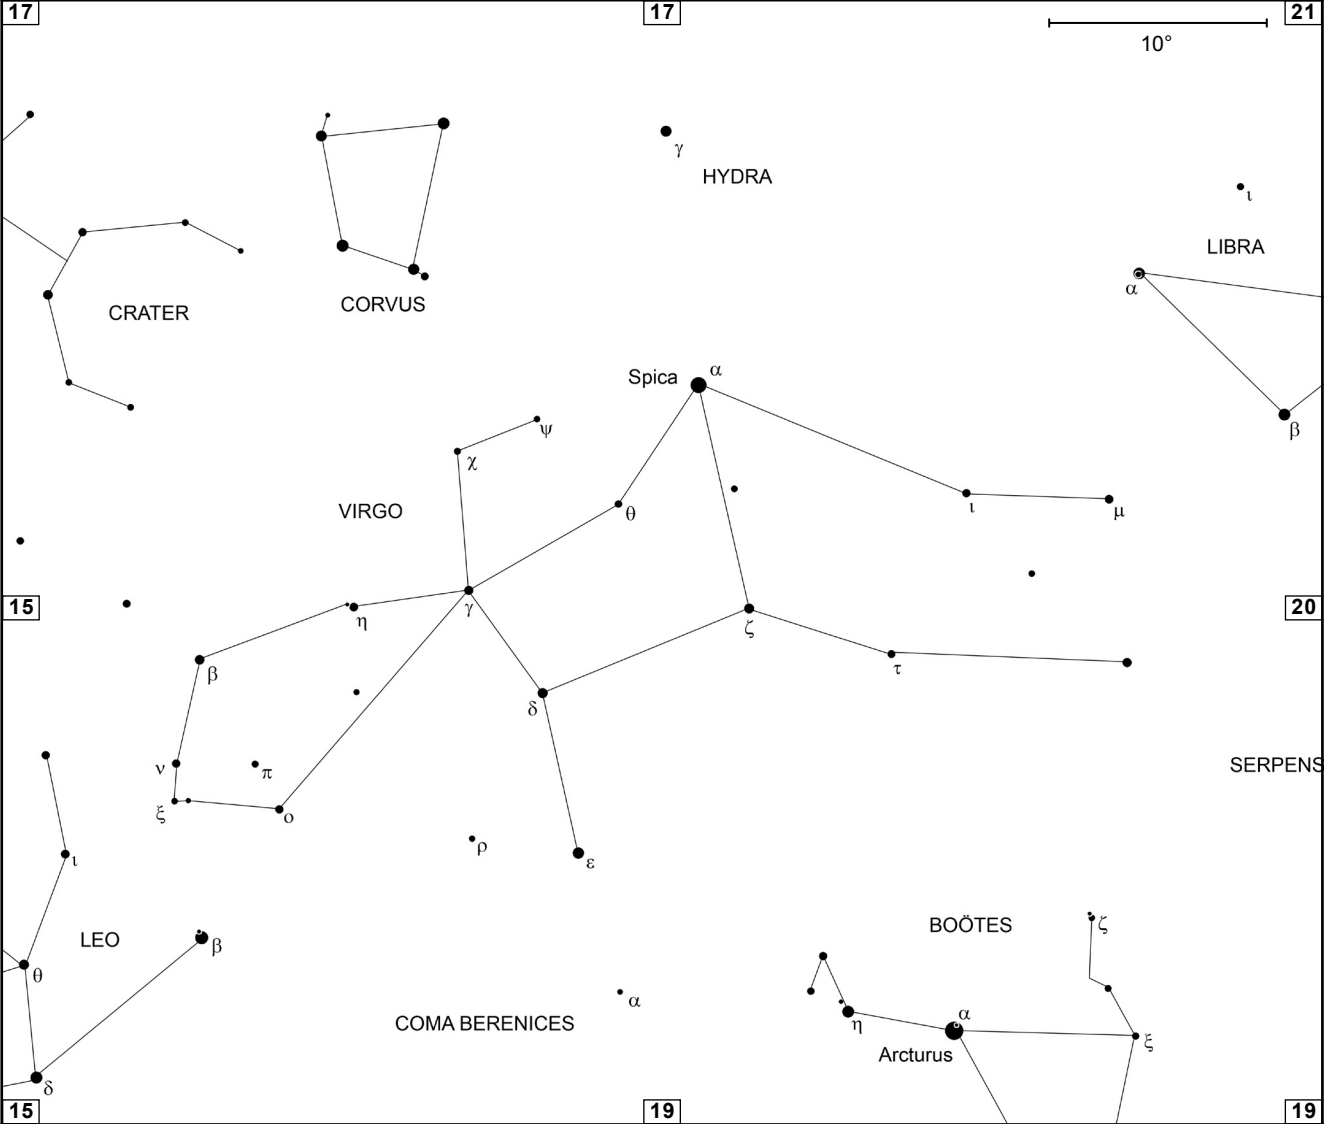 17 17 21
10°
γ
HYDRA
ι
LIBRA
α
CRATER
CORVUS
Spica α
β
ψ
χ
VIRGO
θ
ι
μ
15 20
η
γ
ζ
β
τ
δ
ν
π
SERPENS
ξ
ο
ρ
ι
ε
BOÖTES
ζ
LEO
β
θ
α
COMA BERENICES
α
η
ξ
Arcturus
δ
15 19 19